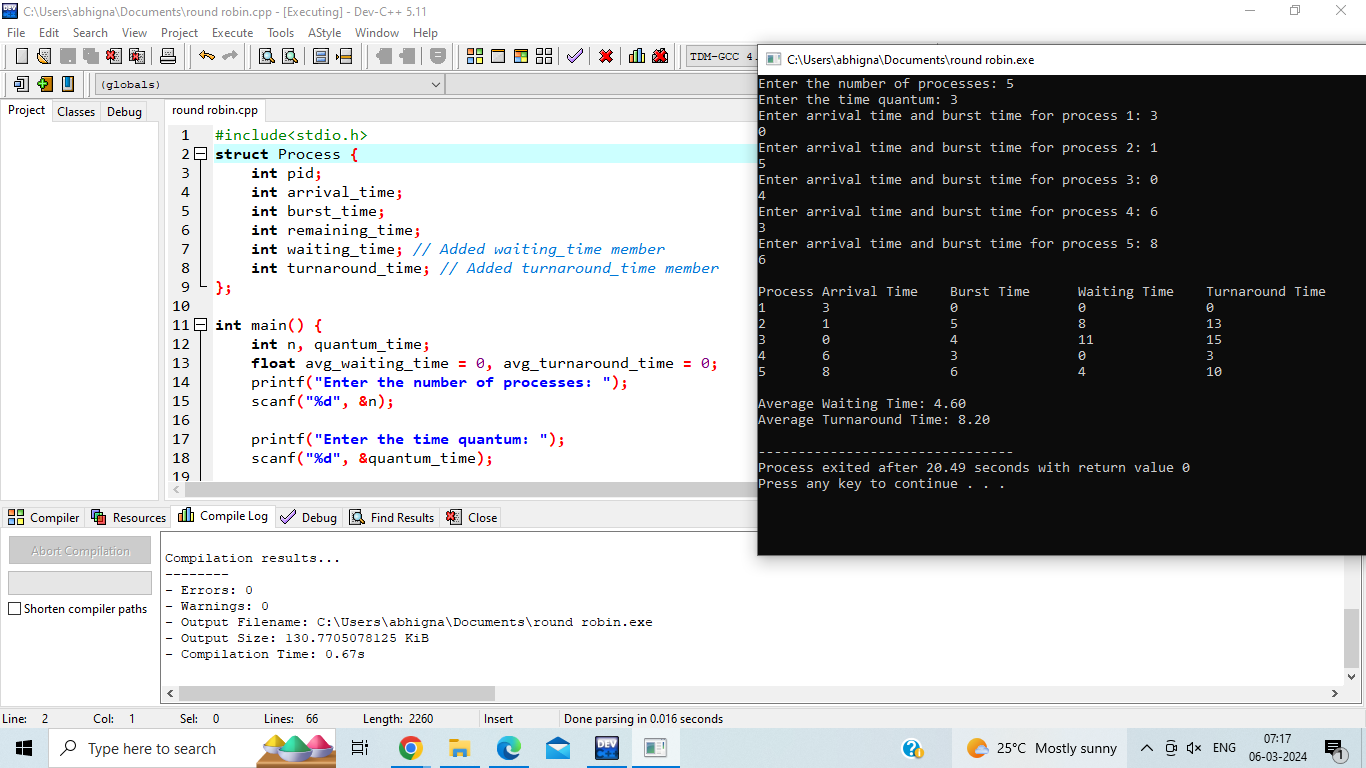 C:\Users\abhigna\Documents\round robin.cpp - [Executing] - Dev-C++ 5.11
File Edit Search View Project Execute Tools AStyle Window Help
TDM-GCC 4.
(globals)
Project Classes Debug
round robin.cpp
1 #include<stdio.h>
2 struct Process {
3 int pid;
4 int arrival_time;
5 int burst_time;
6 int remaining_time;
7 int waiting_time; // Added waiting_time member
8 int turnaround_time; // Added turnaround_time member
9 };
10
11 int main() {
12 int n, quantum_time;
13 float avg_waiting_time = 0, avg_turnaround_time = 0;
14 printf("Enter the number of processes: ");
15 scanf("%d", &n);
16
17 printf("Enter the time quantum: ");
18 scanf("%d", &quantum_time);
19
C:\Users\abhigna\Documents\round robin.exe
Enter the number of processes: 5
Enter the time quantum: 3
Enter arrival time and burst time for process 1: 3
0
Enter arrival time and burst time for process 2: 1
5
Enter arrival time and burst time for process 3: 0
4
Enter arrival time and burst time for process 4: 6
3
Enter arrival time and burst time for process 5: 8
6
Process Arrival Time Burst Time Waiting Time Turnaround Time
1 3 0 0 0
2 1 5 8 13
3 0 4 11 15
4 6 3 0 3
5 8 6 4 10
Average Waiting Time: 4.60
Average Turnaround Time: 8.20
--------------------------------
Process exited after 20.49 seconds with return value 0
Press any key to continue . . .
Compiler Resources Compile Log Debug Find Results Close
Abort Compilation
Shorten compiler paths
Compilation results...
--------
- Errors: 0
- Warnings: 0
- Output Filename: C:\Users\abhigna\Documents\round robin.exe
- Output Size: 130.7705078125 KiB
- Compilation Time: 0.67s
Line: 2 Col: 1 Sel: 0 Lines: 66 Length: 2260 Insert Done parsing in 0.016 seconds
Type here to search
DEV
25°C Mostly sunny
ENG
07:17
06-03-2024
1